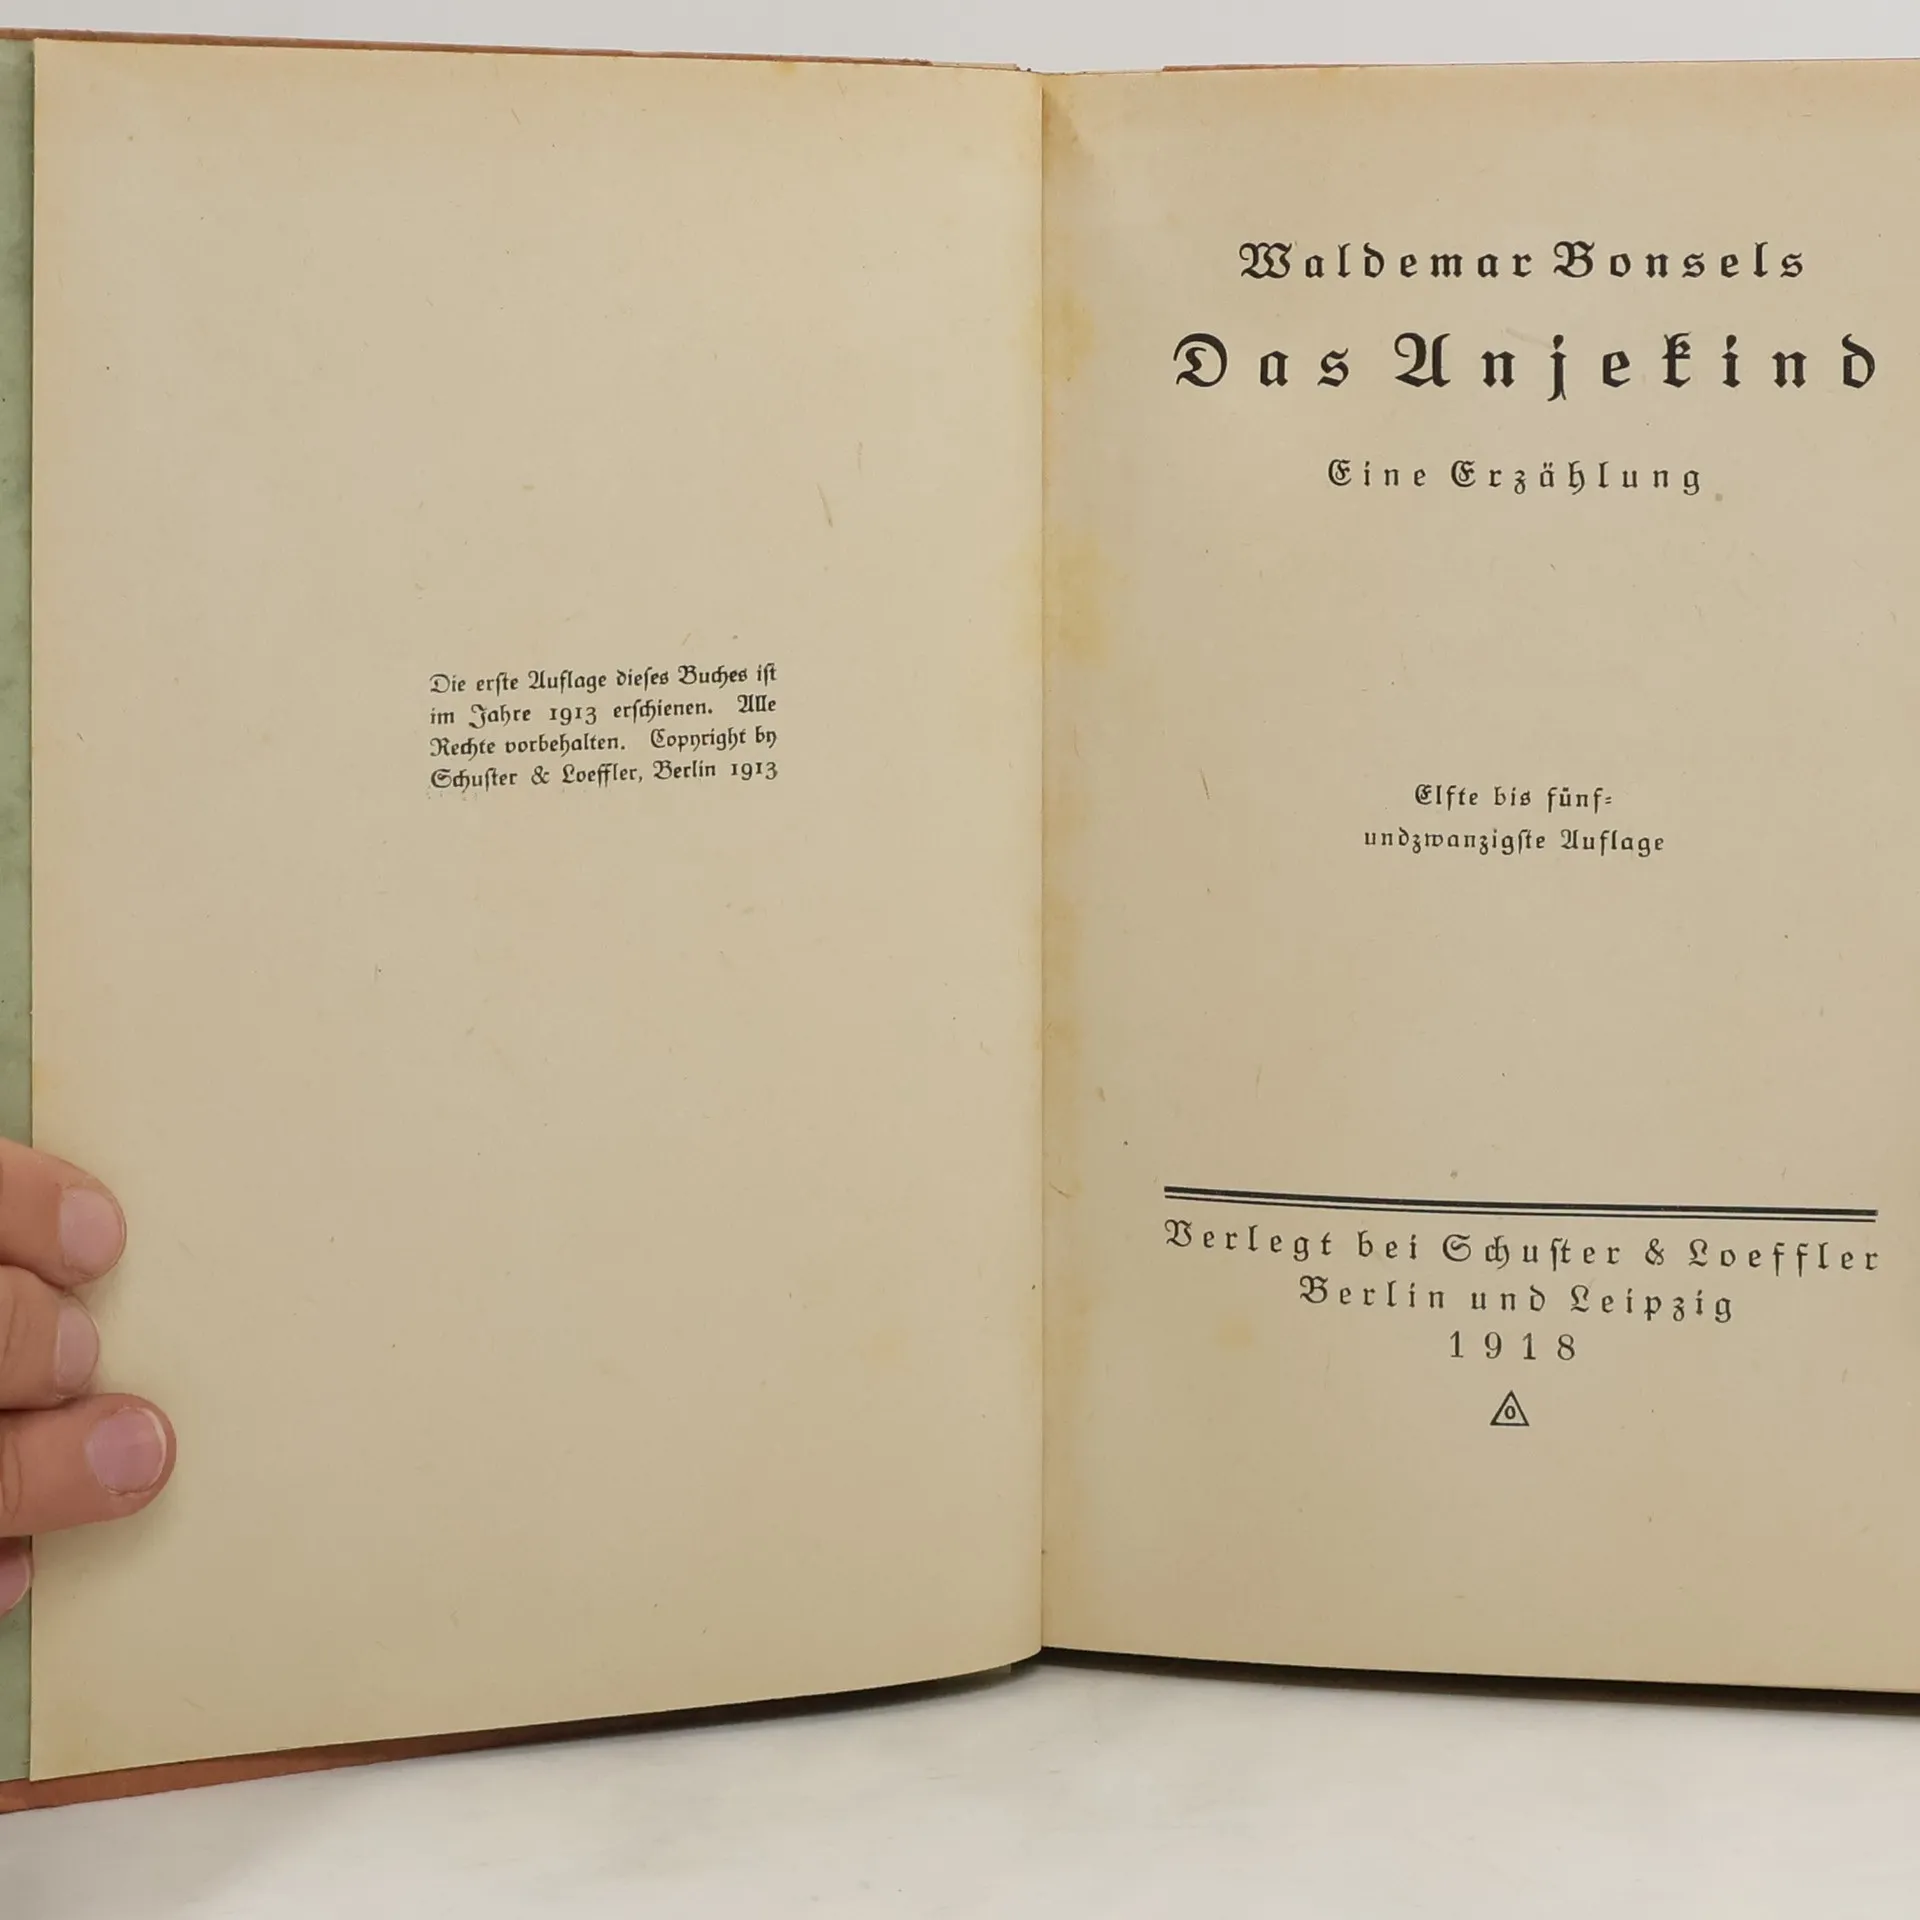 Die erſte Auflage dieſes Buches iſt
im Jahre 1913 erſchienen. Alle
Rechte vorbehalten. Copyright by
Schuſter & Loeffler, Berlin 1913
Waldemar Bonsels
Das Anjekind
Eine Erzählung
Elfte bis fünf⸗
undzwanzigſte Auflage
Verlegt bei Schuſter & Loeffler
Berlin und Leipzig
1918
O